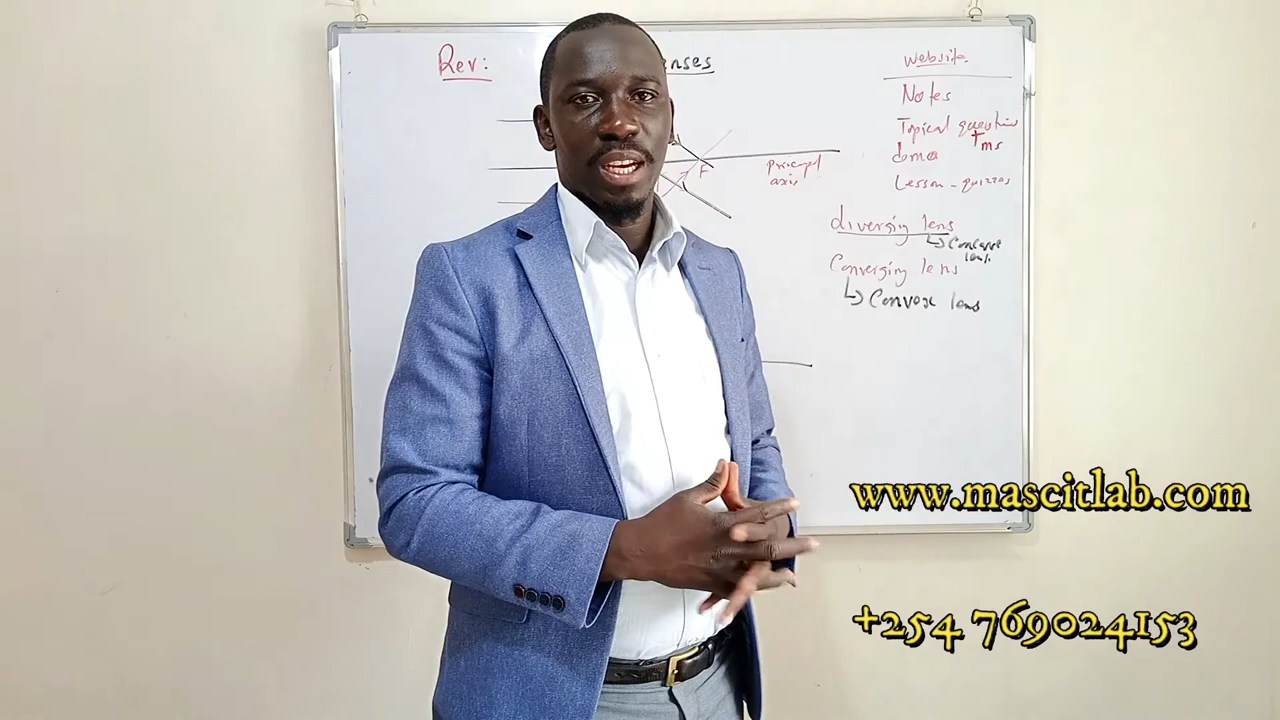 Rev: enses
F
Principal
axis
Website
Notes
Topical questions
+ ms
demo
Lesson - quizzes
diverging lens
↳ Concave
lens
Converging lens
↳ Convex lens
www.mascitlab.com
+254 769024153